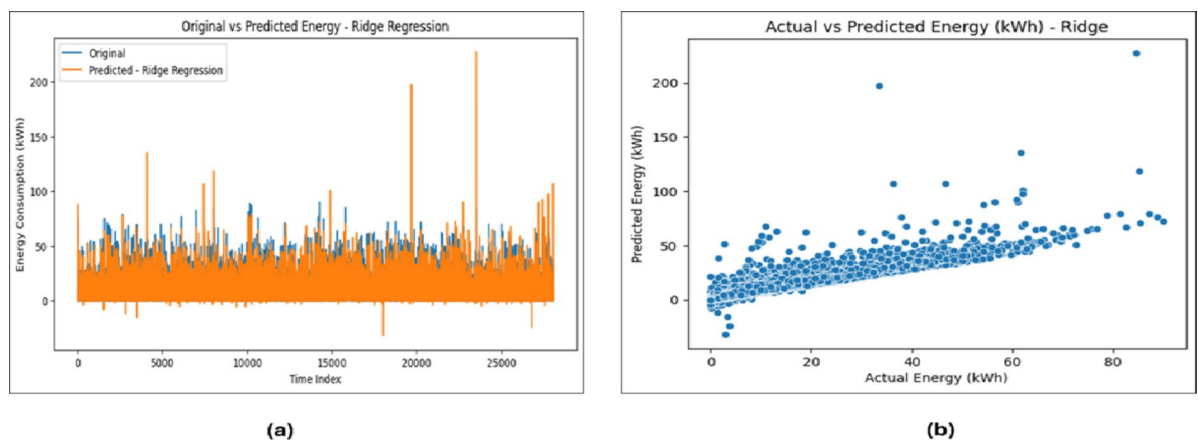 Original vs Predicted Energy - Ridge Regression
Original
Predicted - Ridge Regression
Energy Consumption (kWh)
200
150
100
50
0
0 5000 10000 15000 20000 25000
Time Index
(a)
Actual vs Predicted Energy (kWh) - Ridge
Predicted Energy (kWh)
200
150
100
50
0
0 20 40 60 80
Actual Energy (kWh)
(b)